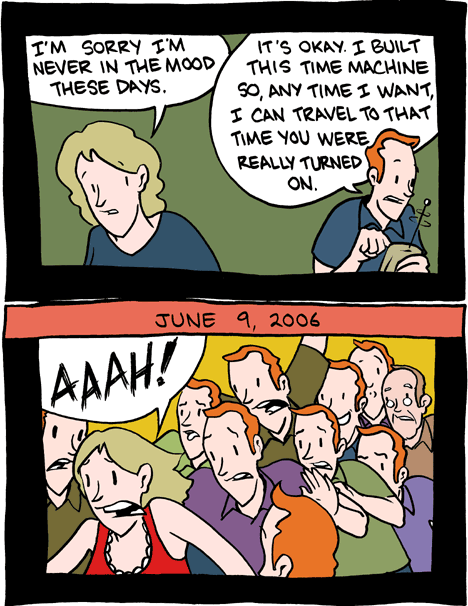 I'M SORRY I'M
NEVER IN THE MOOD
THESE DAYS.
IT'S OKAY. I BUILT
THIS TIME MACHINE
SO, ANY TIME I WANT,
I CAN TRAVEL TO THAT
TIME YOU WERE
REALLY TURNED
ON.
JUNE 9, 2006
AAAH!